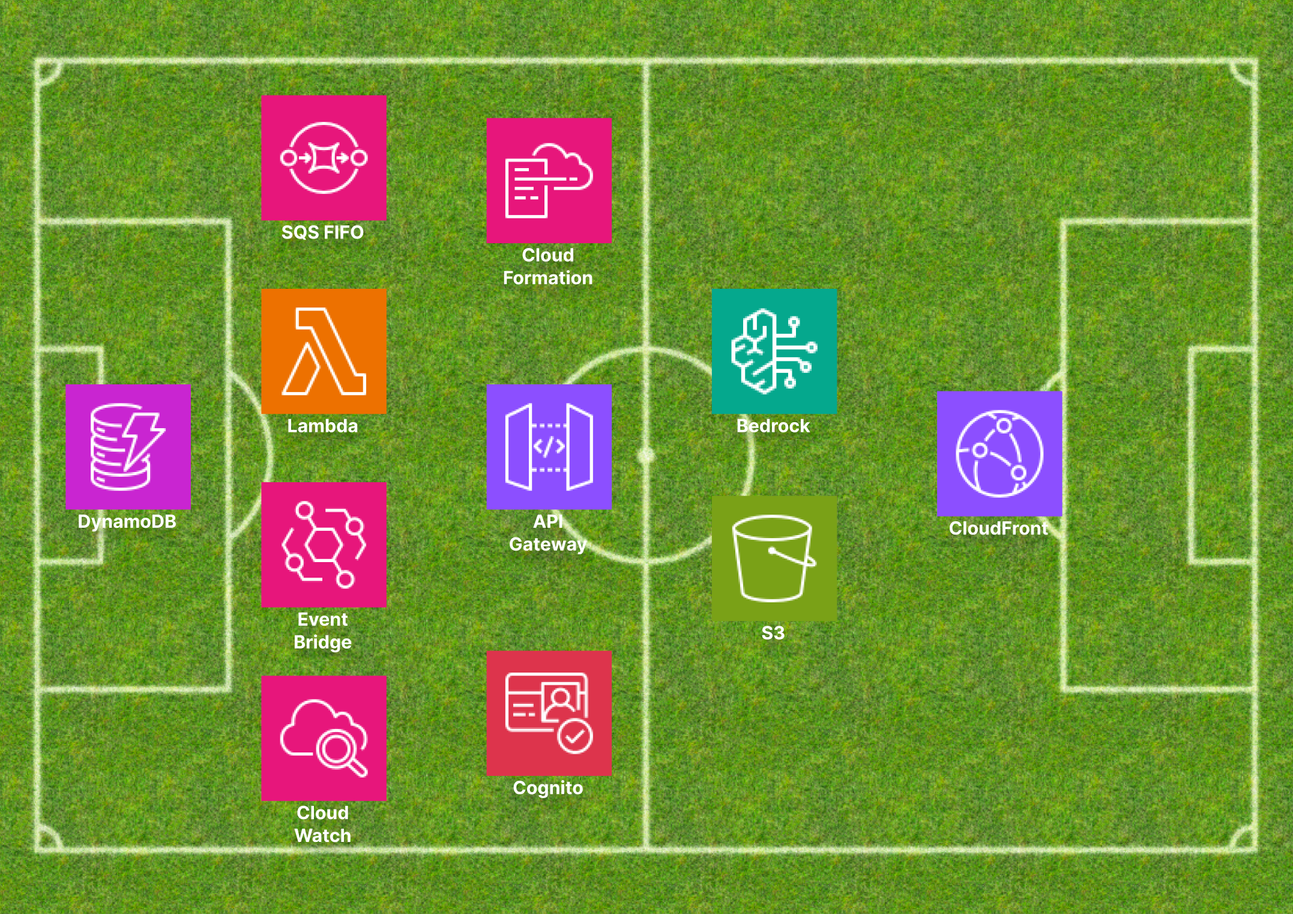 SQS FIFO
Cloud
Formation
Lambda
Bedrock
DynamoDB
API
Gateway
CloudFront
Event
Bridge
S3
Cloud
Watch
Cognito